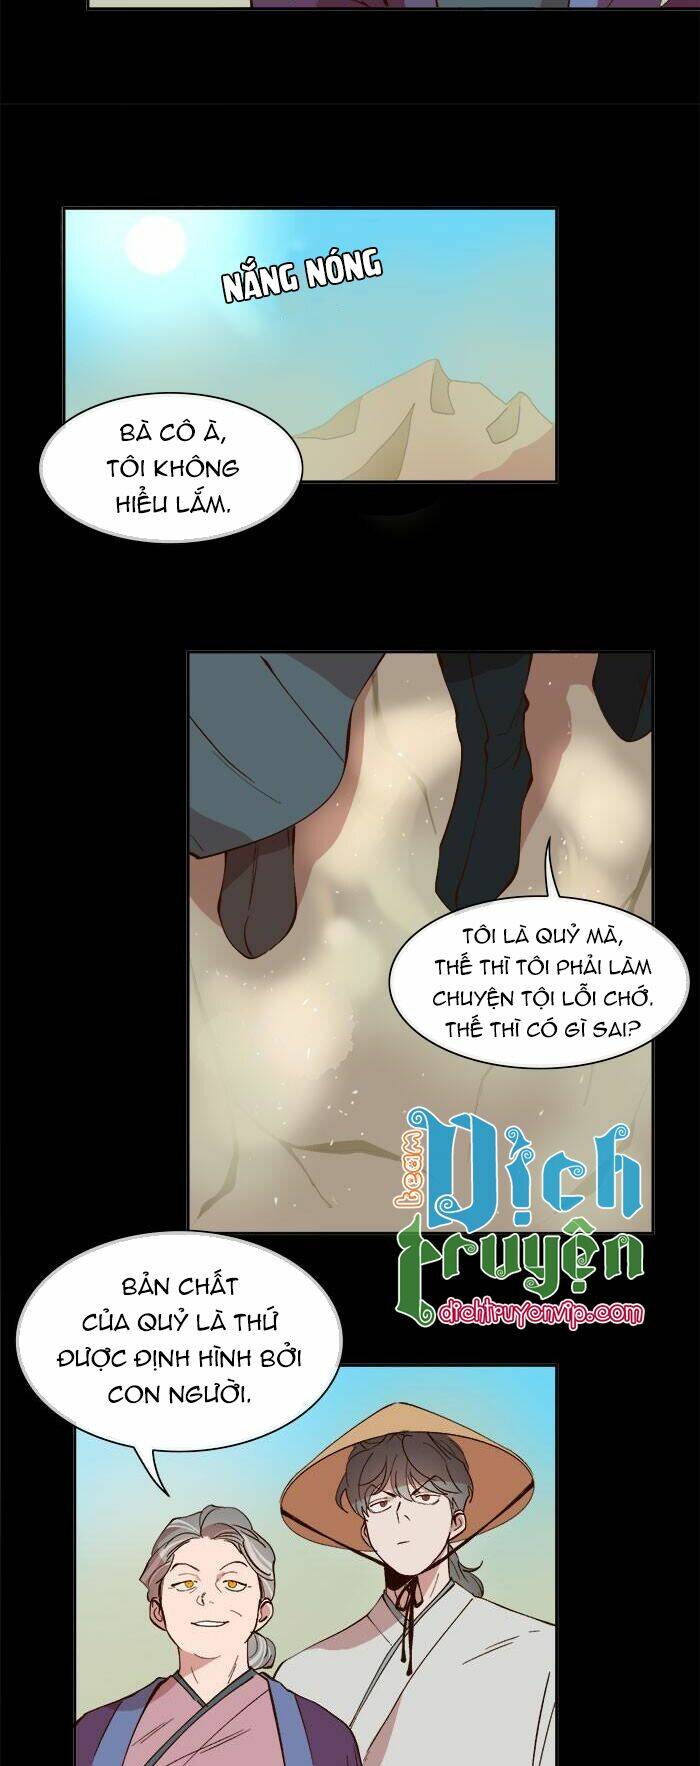 NẮNG NÓNG
BÀ CÔ À,
TÔI KHÔNG
HIỂU LẮM.
TÔI LÀ QUỶ MÀ,
THẾ THÌ TÔI PHẢI LÀM
CHUYỆN TỘI LỖI CHỚ.
THẾ THÌ CÓ GÌ SAI?
Dịch
team
truyện
dichtruyenvip.com
BẢN CHẤT
CỦA QUỶ LÀ THỨ
ĐƯỢC ĐỊNH HÌNH BỞI
CON NGƯỜI.